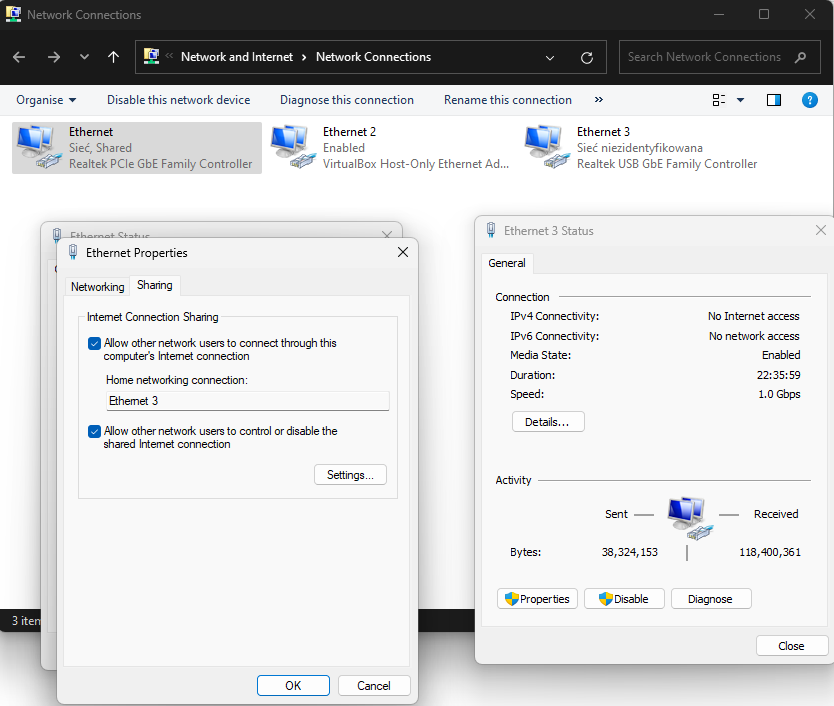 Network Connections
Network and Internet > Network Connections
Search Network Connections
Organise
Disable this network device
Diagnose this connection
Rename this connection
»
Ethernet
Sieć, Shared
Realtek PCIe GbE Family Controller
Ethernet 2
Enabled
VirtualBox Host-Only Ethernet Ad...
Ethernet 3
Sieć niezidentyfikowana
Realtek USB GbE Family Controller
Ethernet Status
Ethernet Properties
Networking
Sharing
Internet Connection Sharing
Allow other network users to connect through this
computer's Internet connection
Home networking connection:
Ethernet 3
Allow other network users to control or disable the
shared Internet connection
Settings...
OK
Cancel
3 iten
Ethernet 3 Status
General
Connection
IPv4 Connectivity: No Internet access
IPv6 Connectivity: No network access
Media State: Enabled
Duration: 22:35:59
Speed: 1.0 Gbps
Details...
Activity
Sent
Received
Bytes: 38,324,153 118,400,361
Properties
Disable
Diagnose
Close